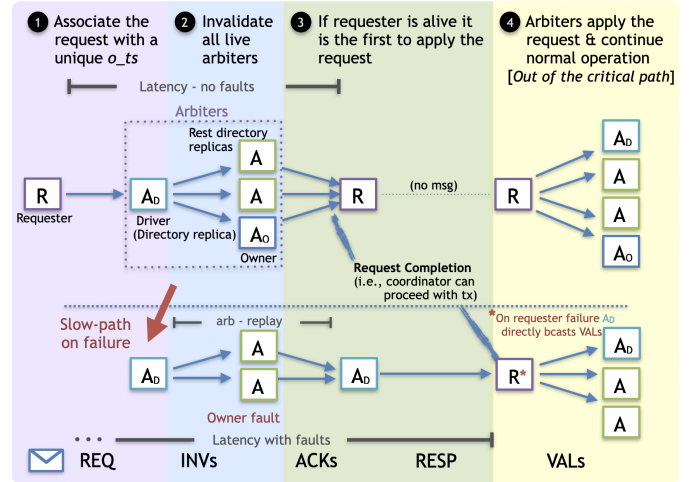 1 Associate the
request with a
unique o_ts
2 Invalidate
all live
arbiters
3 If requester is alive it
is the first to apply the
request
4 Arbiters apply the
request & continue
normal operation
[Out of the critical path]
Latency - no faults
Arbiters
Rest directory
replicas
R
Requester
AD
Driver
(Directory replica)
A
A
AO
Owner
R
(no msg)
R
AD
A
A
AO
Request Completion
(i.e., coordinator can
proceed with tx)
Slow-path
on failure
arb - replay
*On requester failure AD
directly bcasts VALs
AD
A
A
Owner fault
AD
R*
AD
A
A
...
Latency with faults
REQ
INVs
ACKs
RESP
VALs